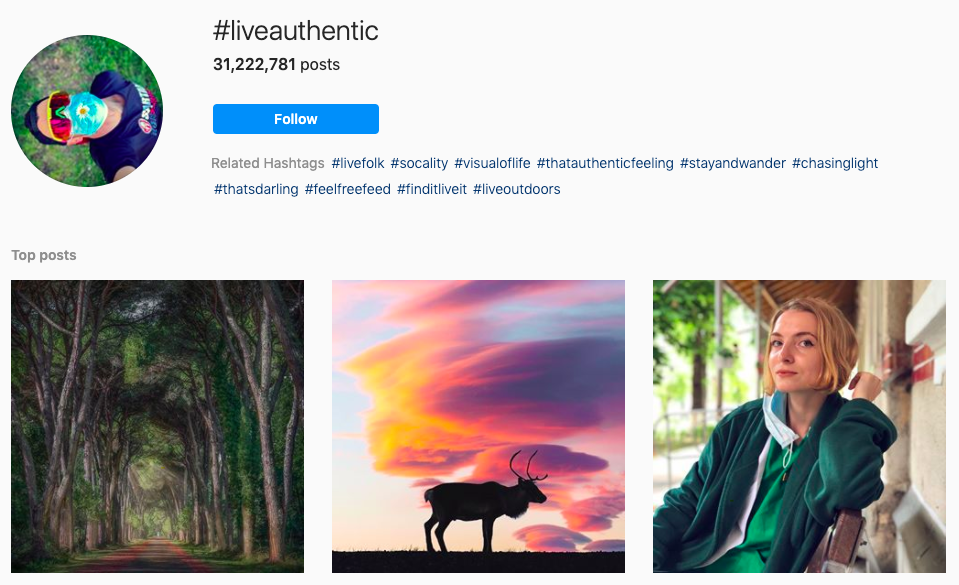 #liveauthentic
31,222,781 posts
Follow
Related Hashtags #livefolk #socality #visualoflife #thatauthenticfeeling #stayandwander #chasinglight
#thatsdarling #feelfreefeed #finditliveit #liveoutdoors
Top posts